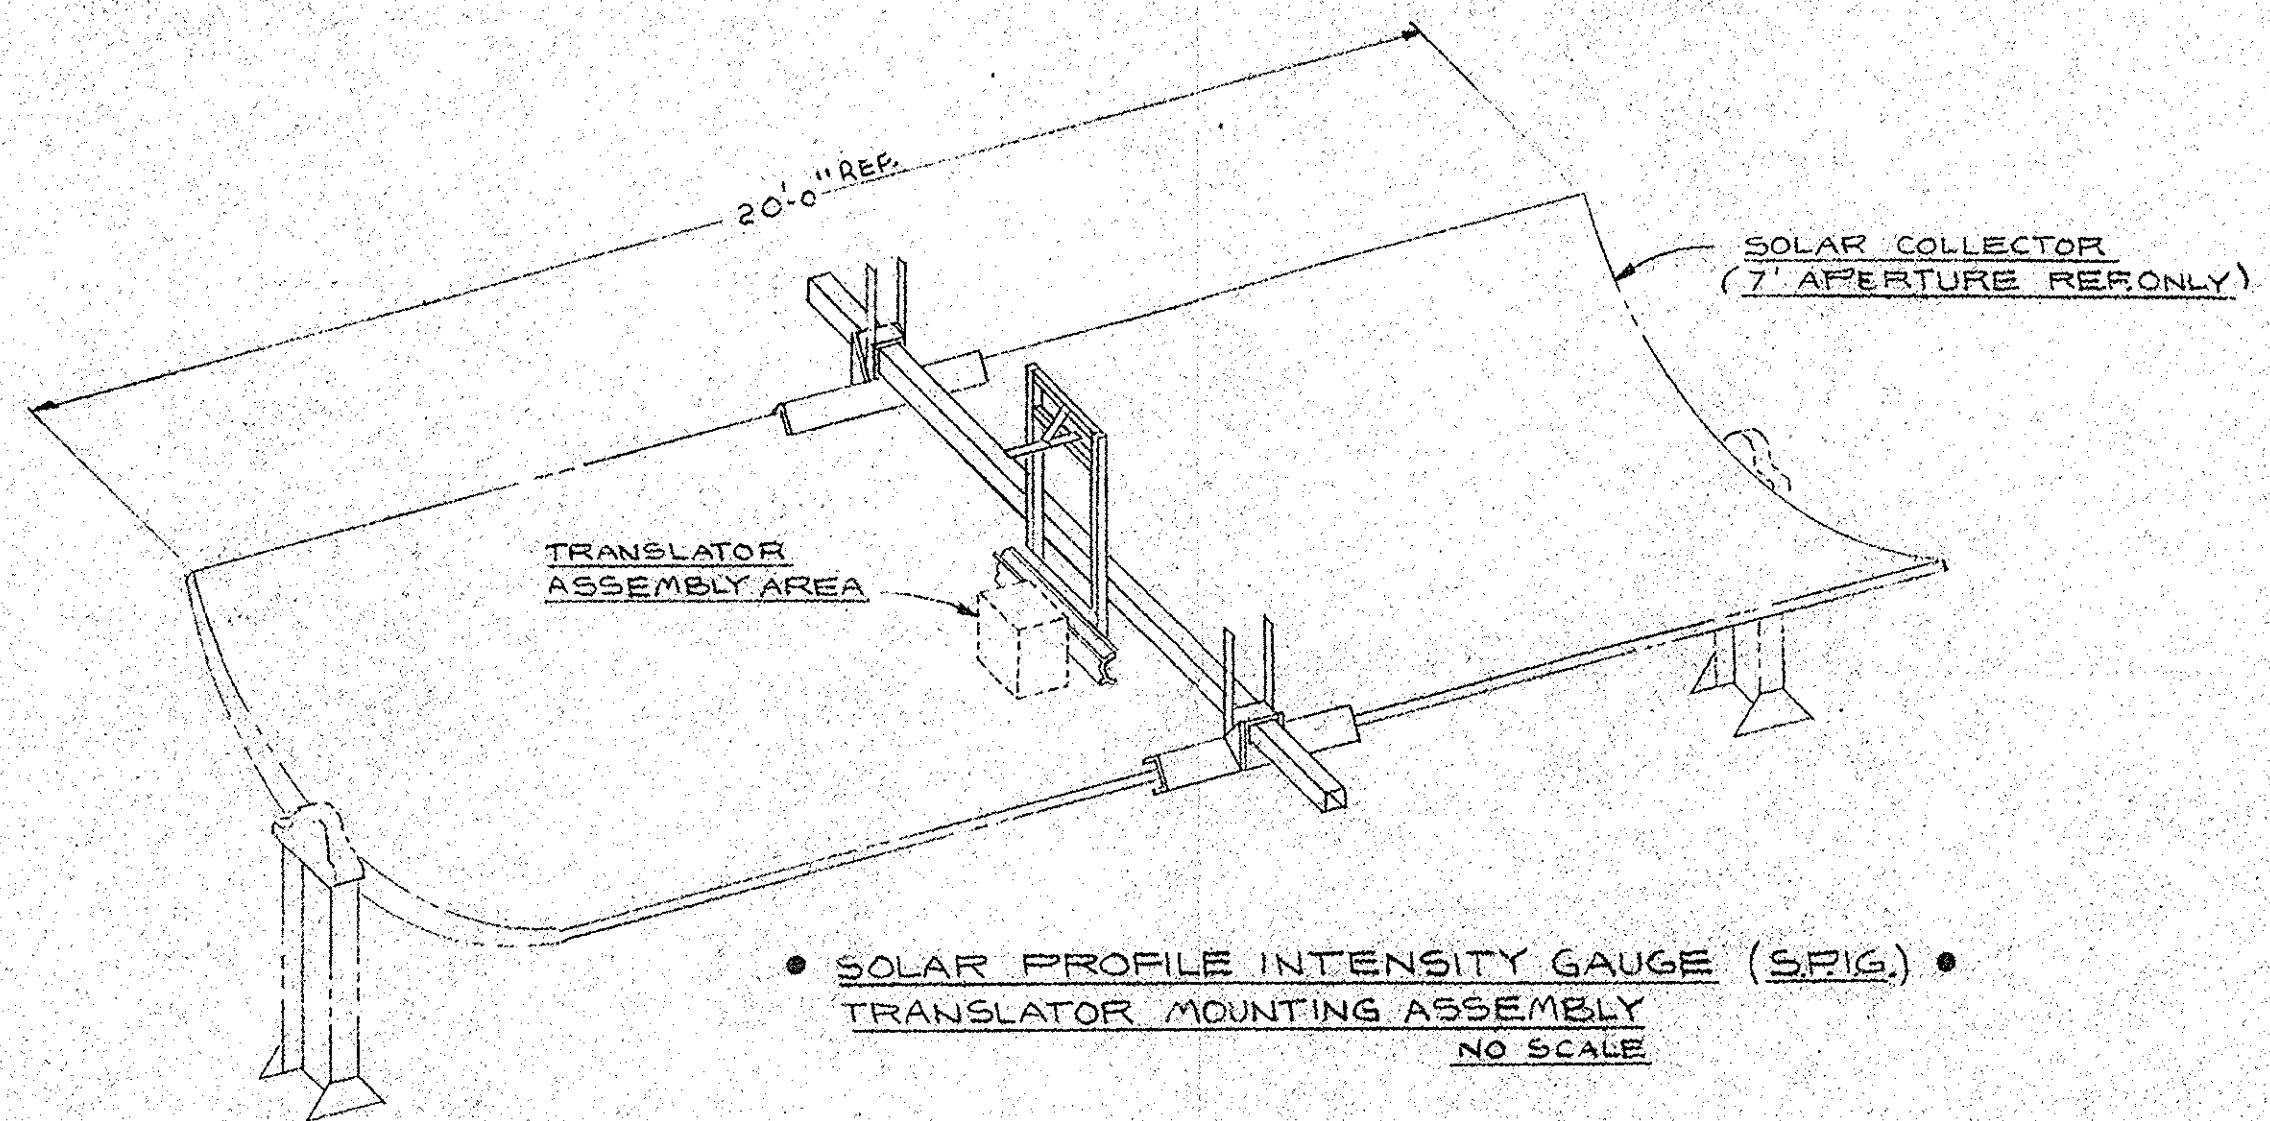 20'-0" REF.
SOLAR COLLECTOR
(7' APERTURE REF. ONLY)
TRANSLATOR
ASSEMBLY AREA
• SOLAR PROFILE INTENSITY GAUGE (S.P.I.G.) •
TRANSLATOR MOUNTING ASSEMBLY
NO SCALE